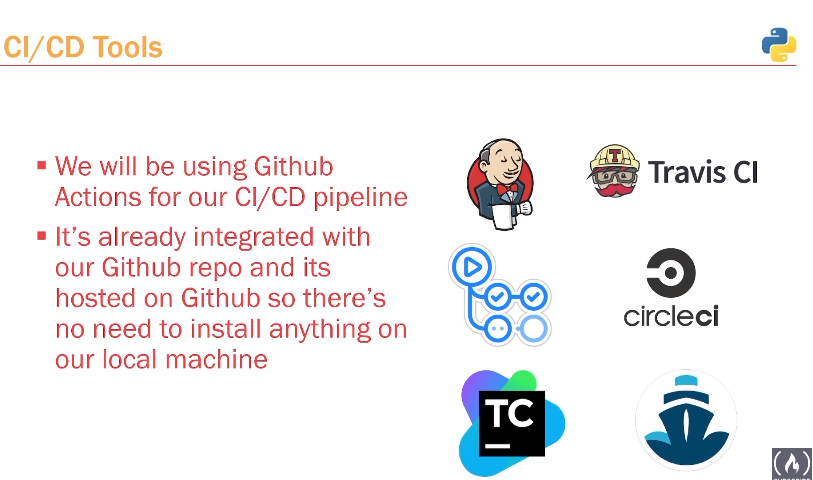 CI/CD Tools
We will be using Github
Actions for our CI/CD pipeline
It's already integrated with
our Github repo and its
hosted on Github so there's
no need to install anything on
our local machine
T
Travis CI
circleci
TC